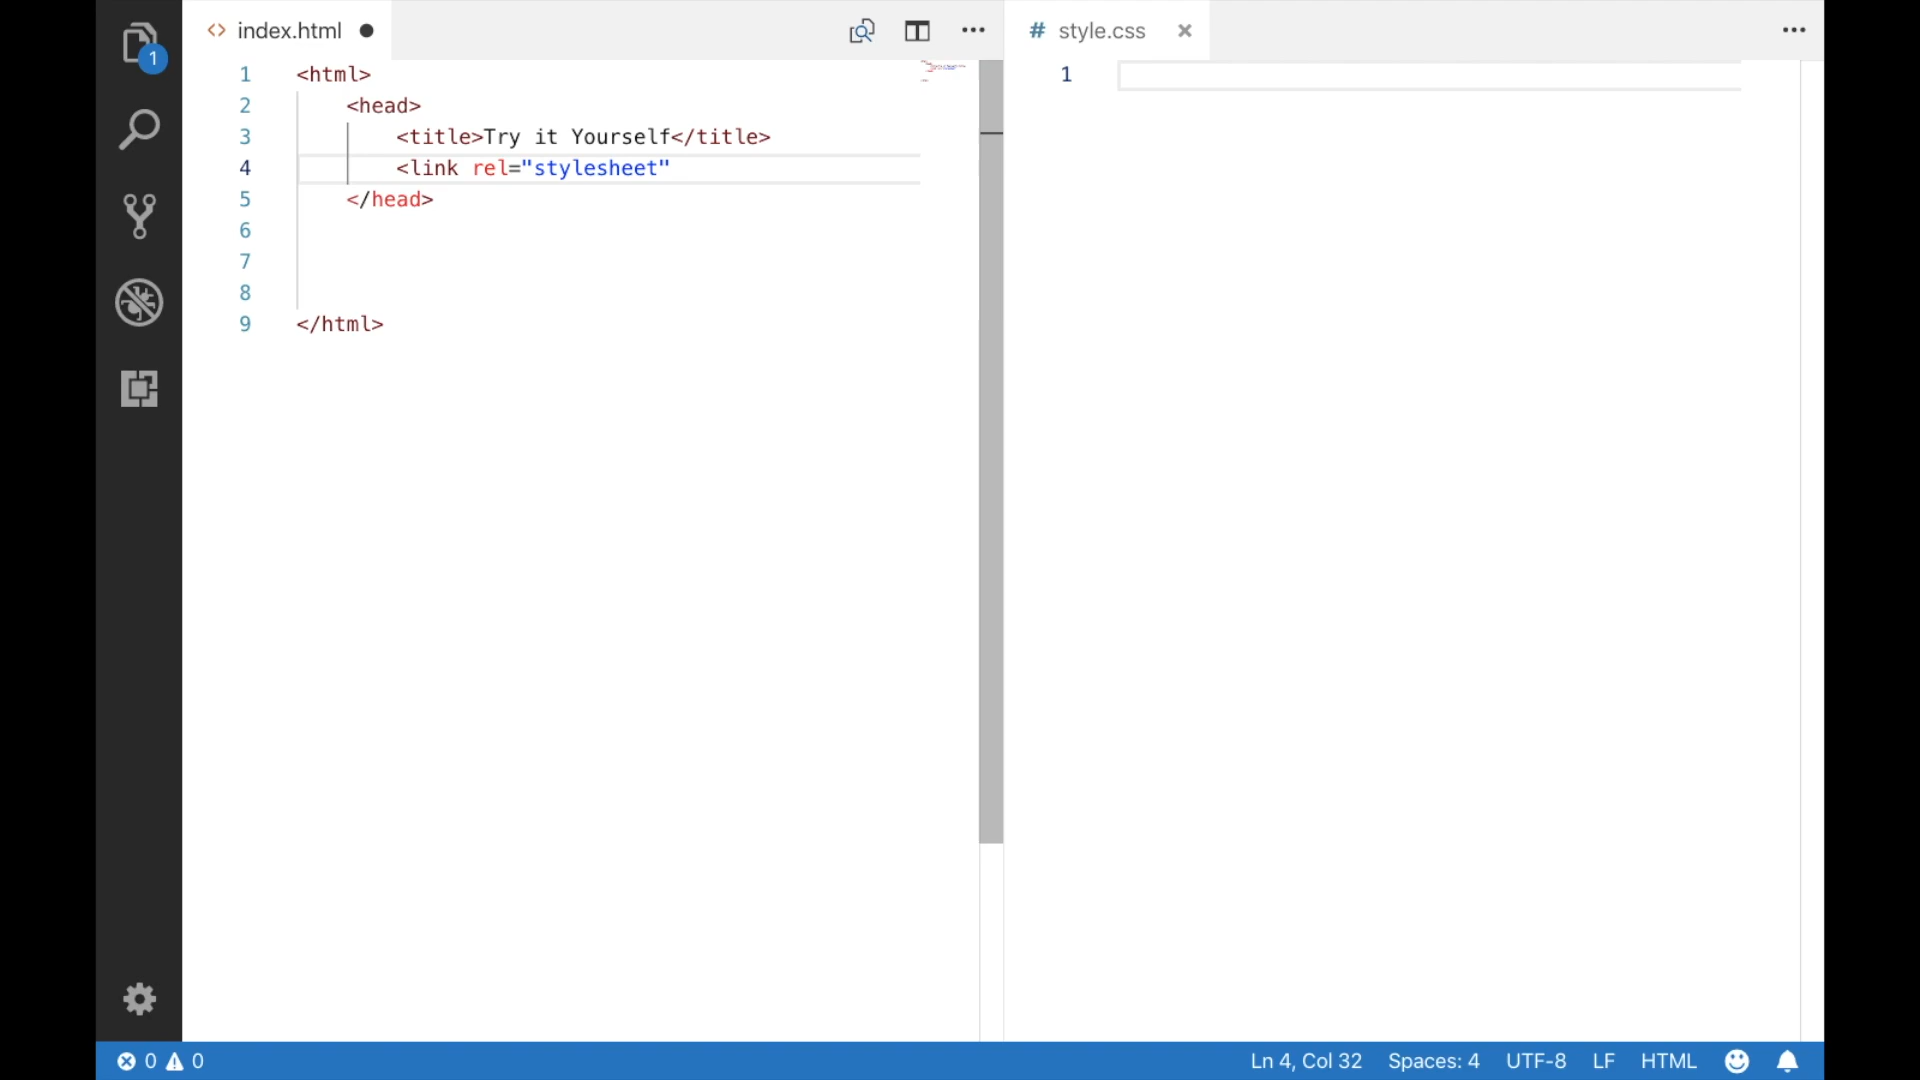 index.html
style.css
1
1 <html>
2 <head>
3 <title>Try it Yourself</title>
4 <link rel="stylesheet"
5 </head>
6
7
8
9 </html>
1
0 0 Ln 4, Col 32 Spaces: 4 UTF-8 LF HTML